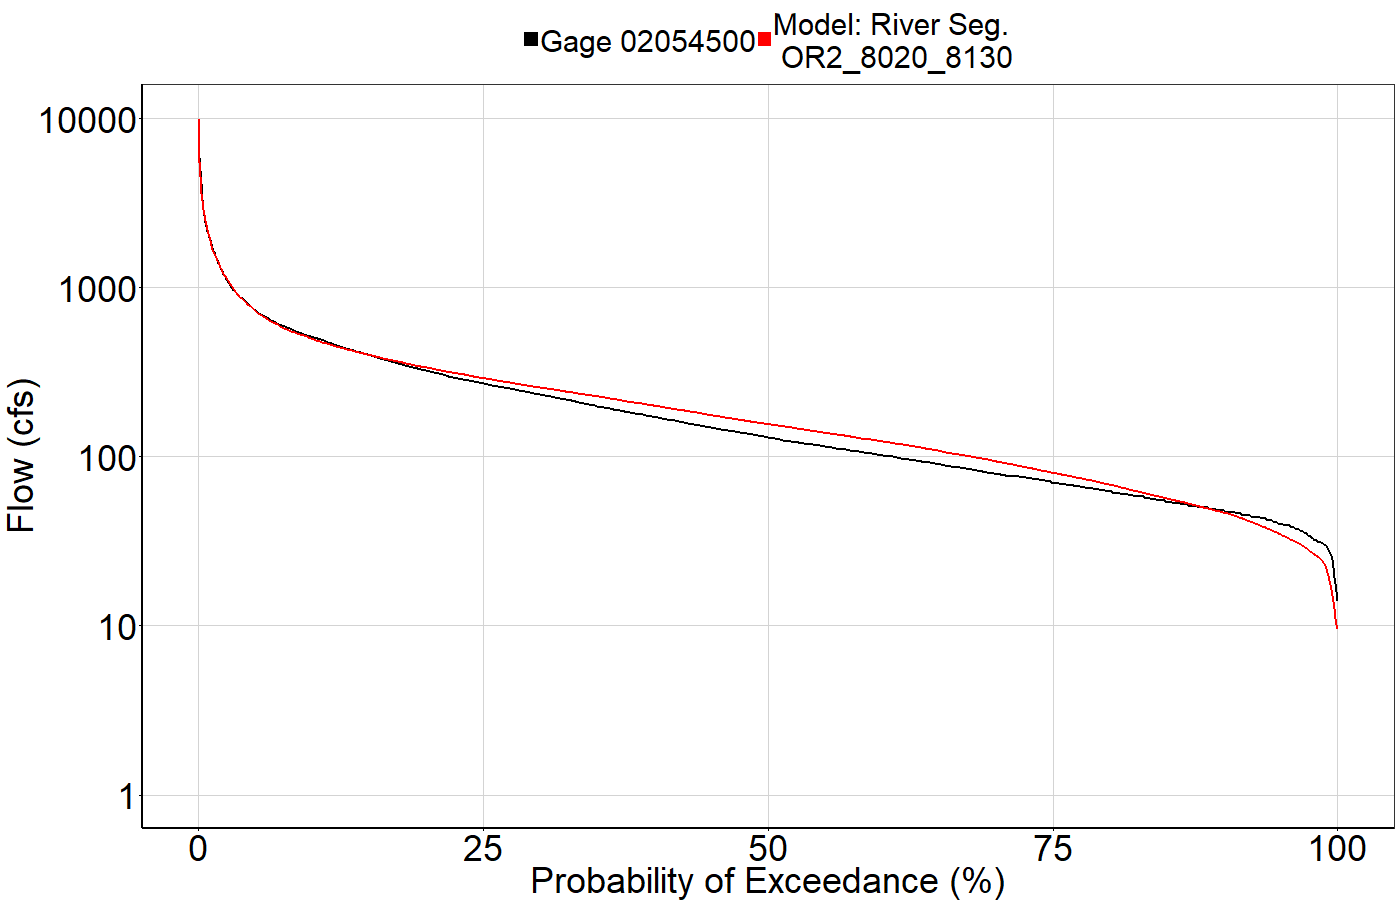 Gage 02054500
Model: River Seg.
OR2_8020_8130
10000
1000
100
10
1
Flow (cfs)
0 25 50 75 100
Probability of Exceedance (%)